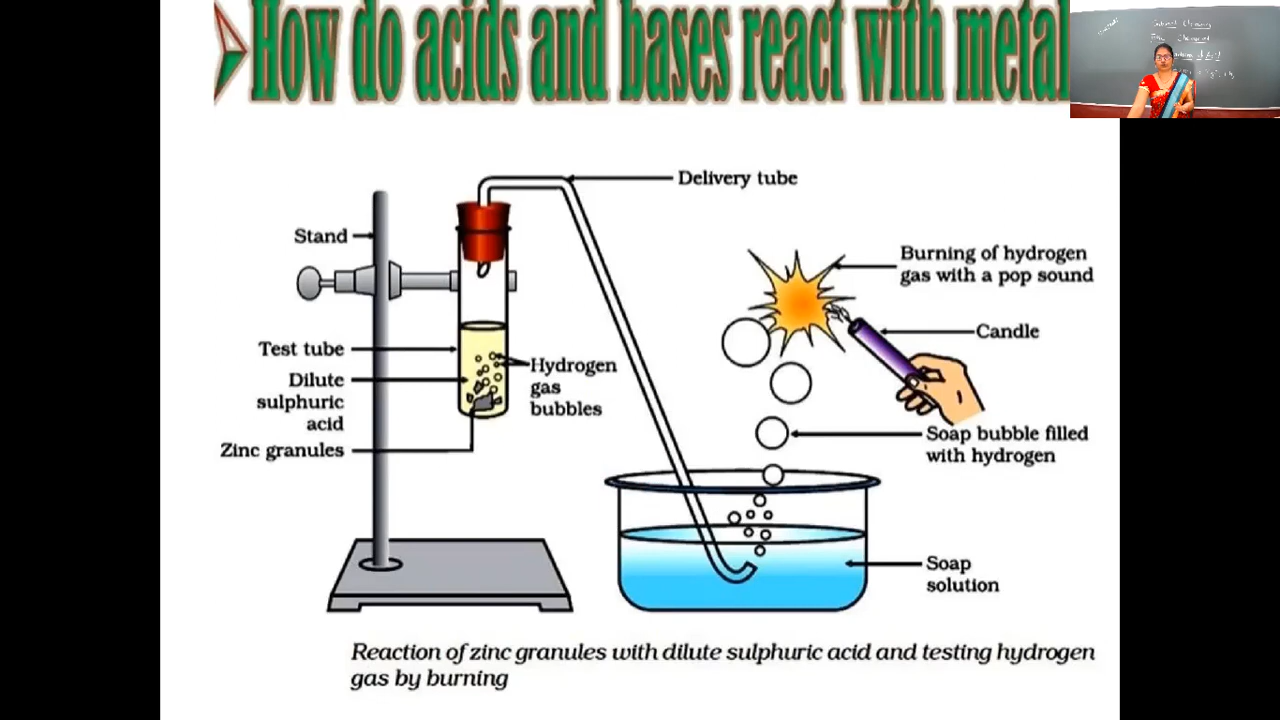 How do acids and bases react with metal
Delivery tube
Stand
Burning of hydrogen
gas with a pop sound
Candle
Test tube
Hydrogen
gas
bubbles
Dilute
sulphuric
acid
Zinc granules
Soap bubble filled
with hydrogen
Soap
solution
Reaction of zinc granules with dilute sulphuric acid and testing hydrogen
gas by burning